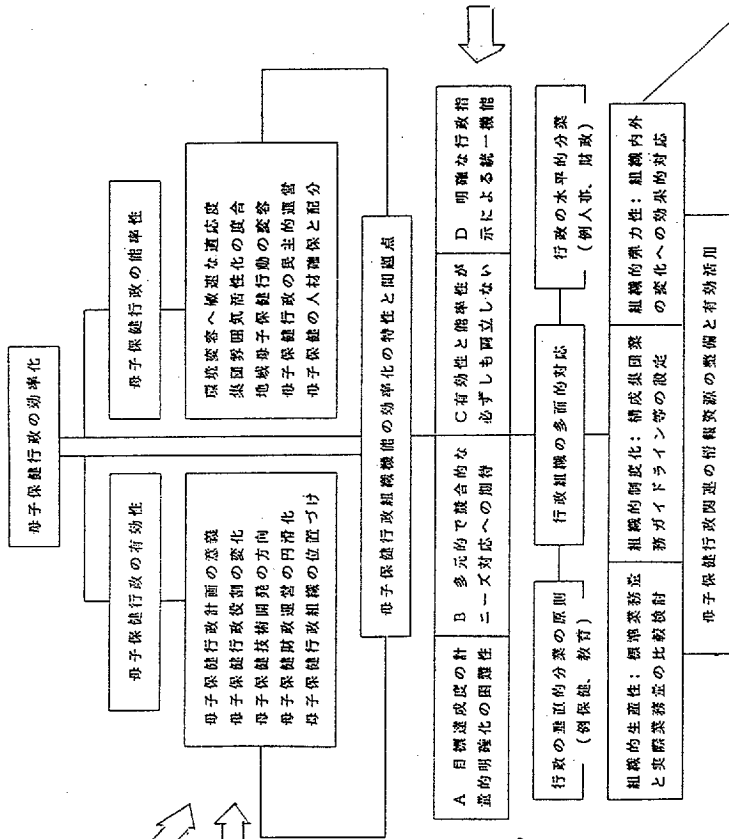 母子保健行政の効率化
母子保健行政の有効性
母子保健行政の能率性
母子保健行政計画の意義
母子保健行政役割の変化
母子保健技術開発の方向
母子保健財政運営の円滑化
母子保健行政組織の位置づけ
環境変容へ敏速な適応度
集団雰囲気活性化の度合
地域母子保健行動の変容
母子保健行政の民主的運営
母子保健の人材確保と配分
母子保健行政組織機能の効率化の特性と問題点
A 目標達成度の計
量的明確化の困難性
B 多元的で競合的な
ニーズ対応への期待
C 有効性と能率性が
必ずしも両立しない
D 明確な行政指
示による統一機能
行政の垂直的分業の原則
(例保健、教育)
行政組織の多面的対応
行政の水平的分業
(例人事、財政)
組織的生産性:標準業務量
と実際業務量の比較検討
組織的制度化:構成集団業
務ガイドライン等の設定
組織的弾力性:組織内外
の変化への効果的対応
母子保健行政関連の情報資源の整備と有効活用